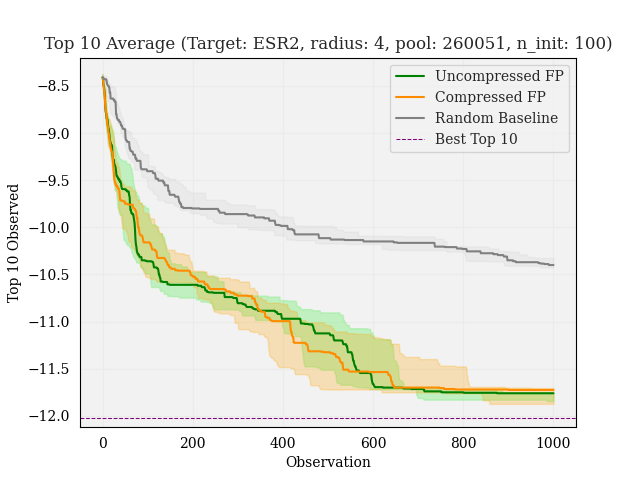 Top 10 Average (Target: ESR2, radius: 4, pool: 260051, n_init: 100)
Uncompressed FP
Compressed FP
Random Baseline
Best Top 10
Top 10 Observed
−8.5
−9.0
−9.5
−10.0
−10.5
−11.0
−11.5
−12.0
0 200 400 600 800 1000
Observation